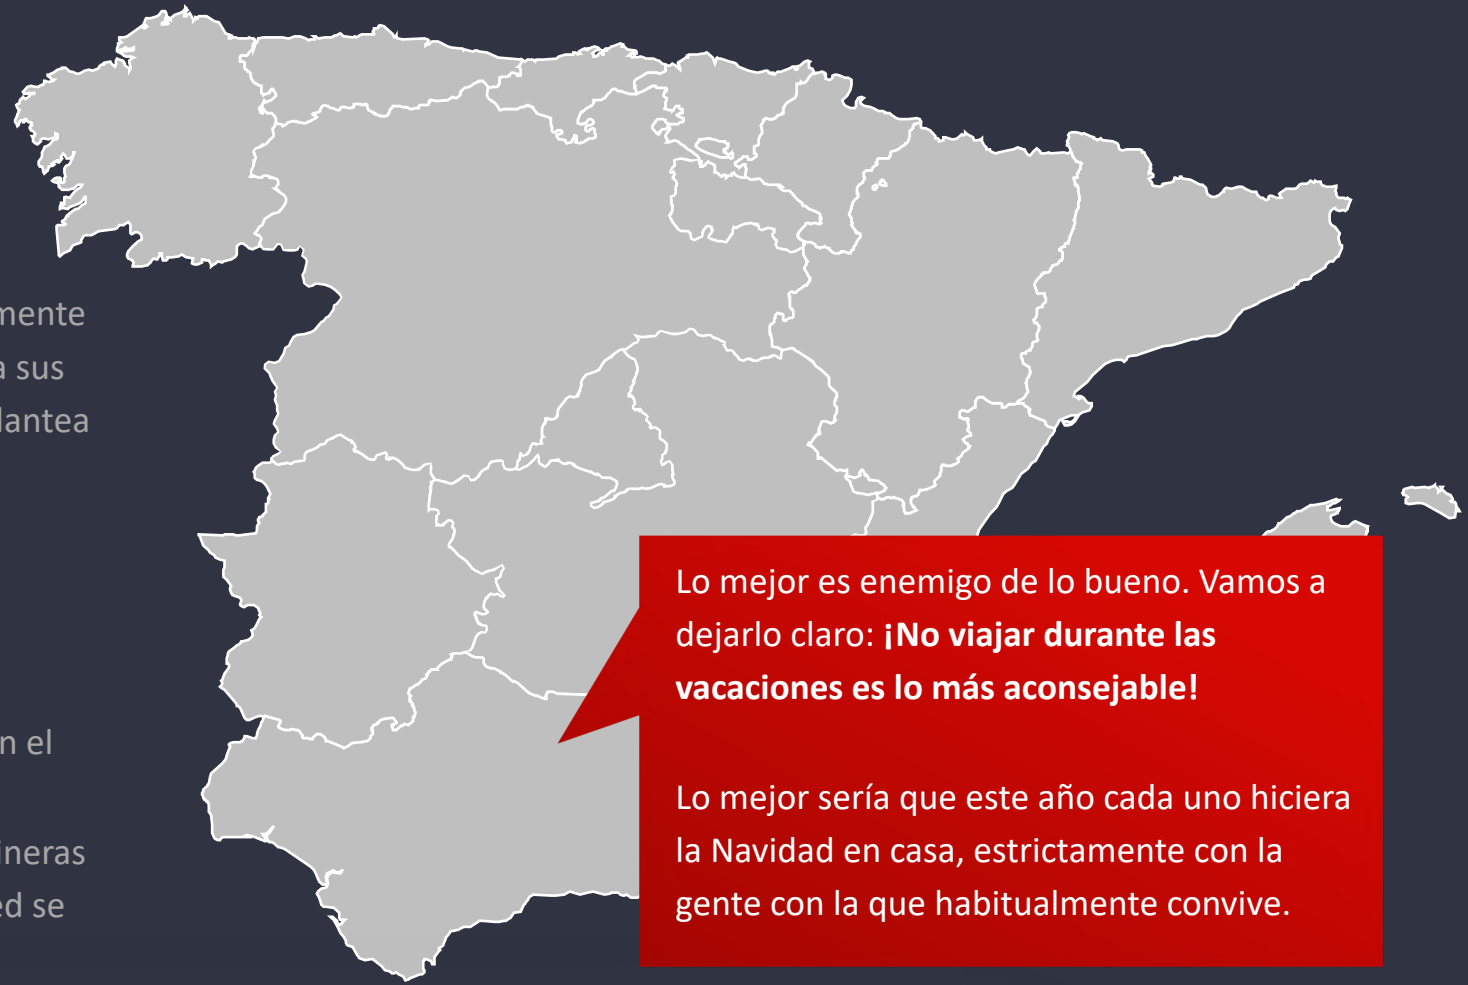 mente
a sus
lantea
n el
ineras
ed se
Lo mejor es enemigo de lo bueno. Vamos a
dejarlo claro: ¡No viajar durante las
vacaciones es lo más aconsejable!
Lo mejor sería que este año cada uno hiciera
la Navidad en casa, estrictamente con la
gente con la que habitualmente convive.